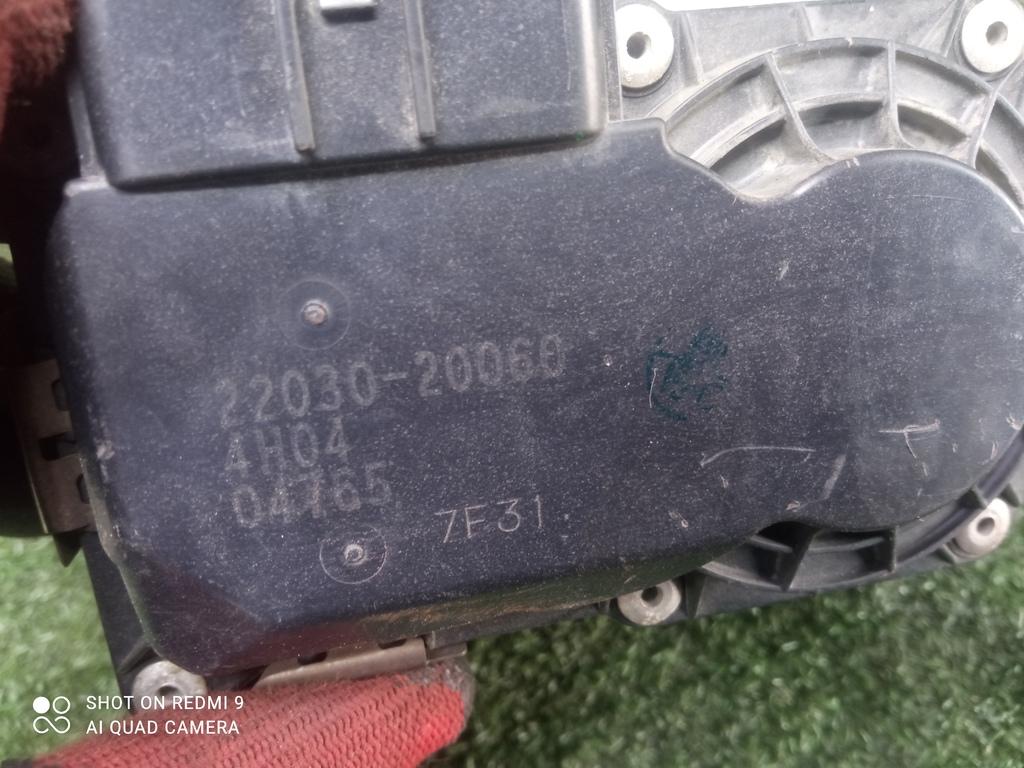 22030-20060
4H04
04765
7F31
SHOT ON REDMI 9
AI QUAD CAMERA